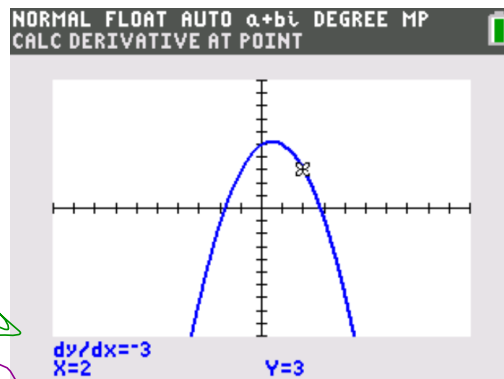 NORMAL FLOAT AUTO a+bi DEGREE MP
CALC DERIVATIVE AT POINT
dy/dx=-3
X=2 Y=3